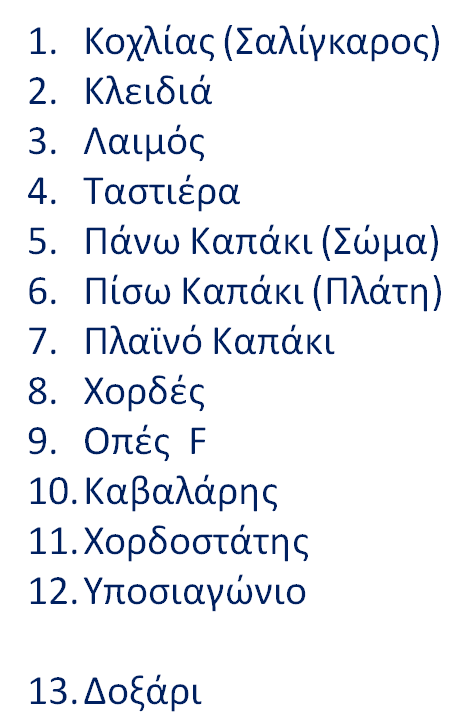 1. Κοχλίας (Σαλίγκαρος)
2. Κλειδιά
3. Λαιμός
4. Ταστιέρα
5. Πάνω Καπάκι (Σώμα)
6. Πίσω Καπάκι (Πλάτη)
7. Πλαϊνό Καπάκι
8. Χορδές
9. Οπές F
10. Καβαλάρης
11. Χορδοστάτης
12. Υποσιαγώνιο
13. Δοξάρι